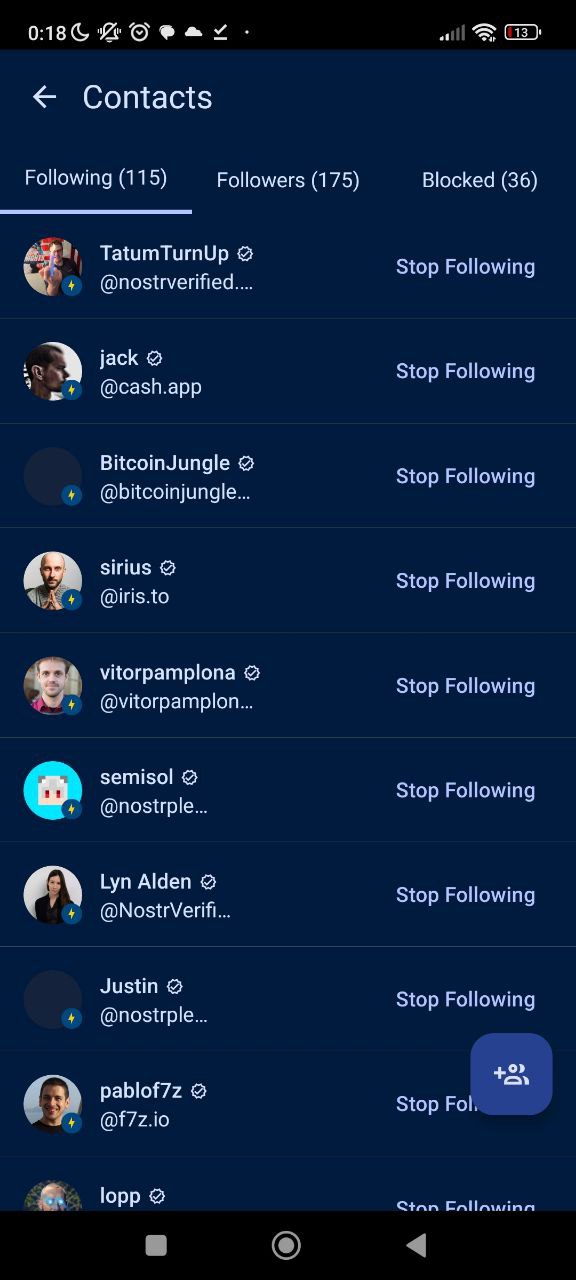 0:18
13
Contacts
Following (115)
Followers (175)
Blocked (36)
TatumTurnUp
@nostrverified....
Stop Following
jack
@cash.app
Stop Following
BitcoinJungle
@bitcoinjungle...
Stop Following
sirius
@iris.to
Stop Following
vitorpamplona
@vitorpamplon...
Stop Following
semisol
@nostrple...
Stop Following
Lyn Alden
@NostrVerifi...
Stop Following
Justin
@nostrple...
Stop Following
pablof7z
@f7z.io
Stop Fol
lopp
Stop Following